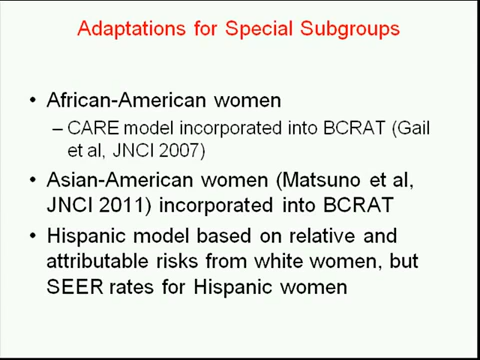 Adaptations for Special Subgroups
• African-American women
– CARE model incorporated into BCRAT (Gail
et al, JNCI 2007)
• Asian-American women (Matsuno et al,
JNCI 2011) incorporated into BCRAT
• Hispanic model based on relative and
attributable risks from white women, but
SEER rates for Hispanic women